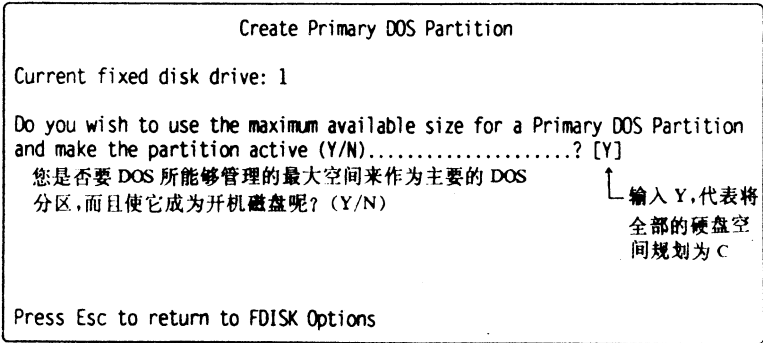 Create Primary DOS Partition
Current fixed disk drive: 1
Do you wish to use the maximum available size for a Primary DOS Partition
and make the partition active (Y/N).....................? [Y]
您是否要 DOS 所能够管理的最大空间来作为主要的 DOS
分区,而且使它成为开机磁盘呢? (Y/N)
输入 Y,代表将
全部的硬盘空
间规划为 C
Press Esc to return to FDISK Options